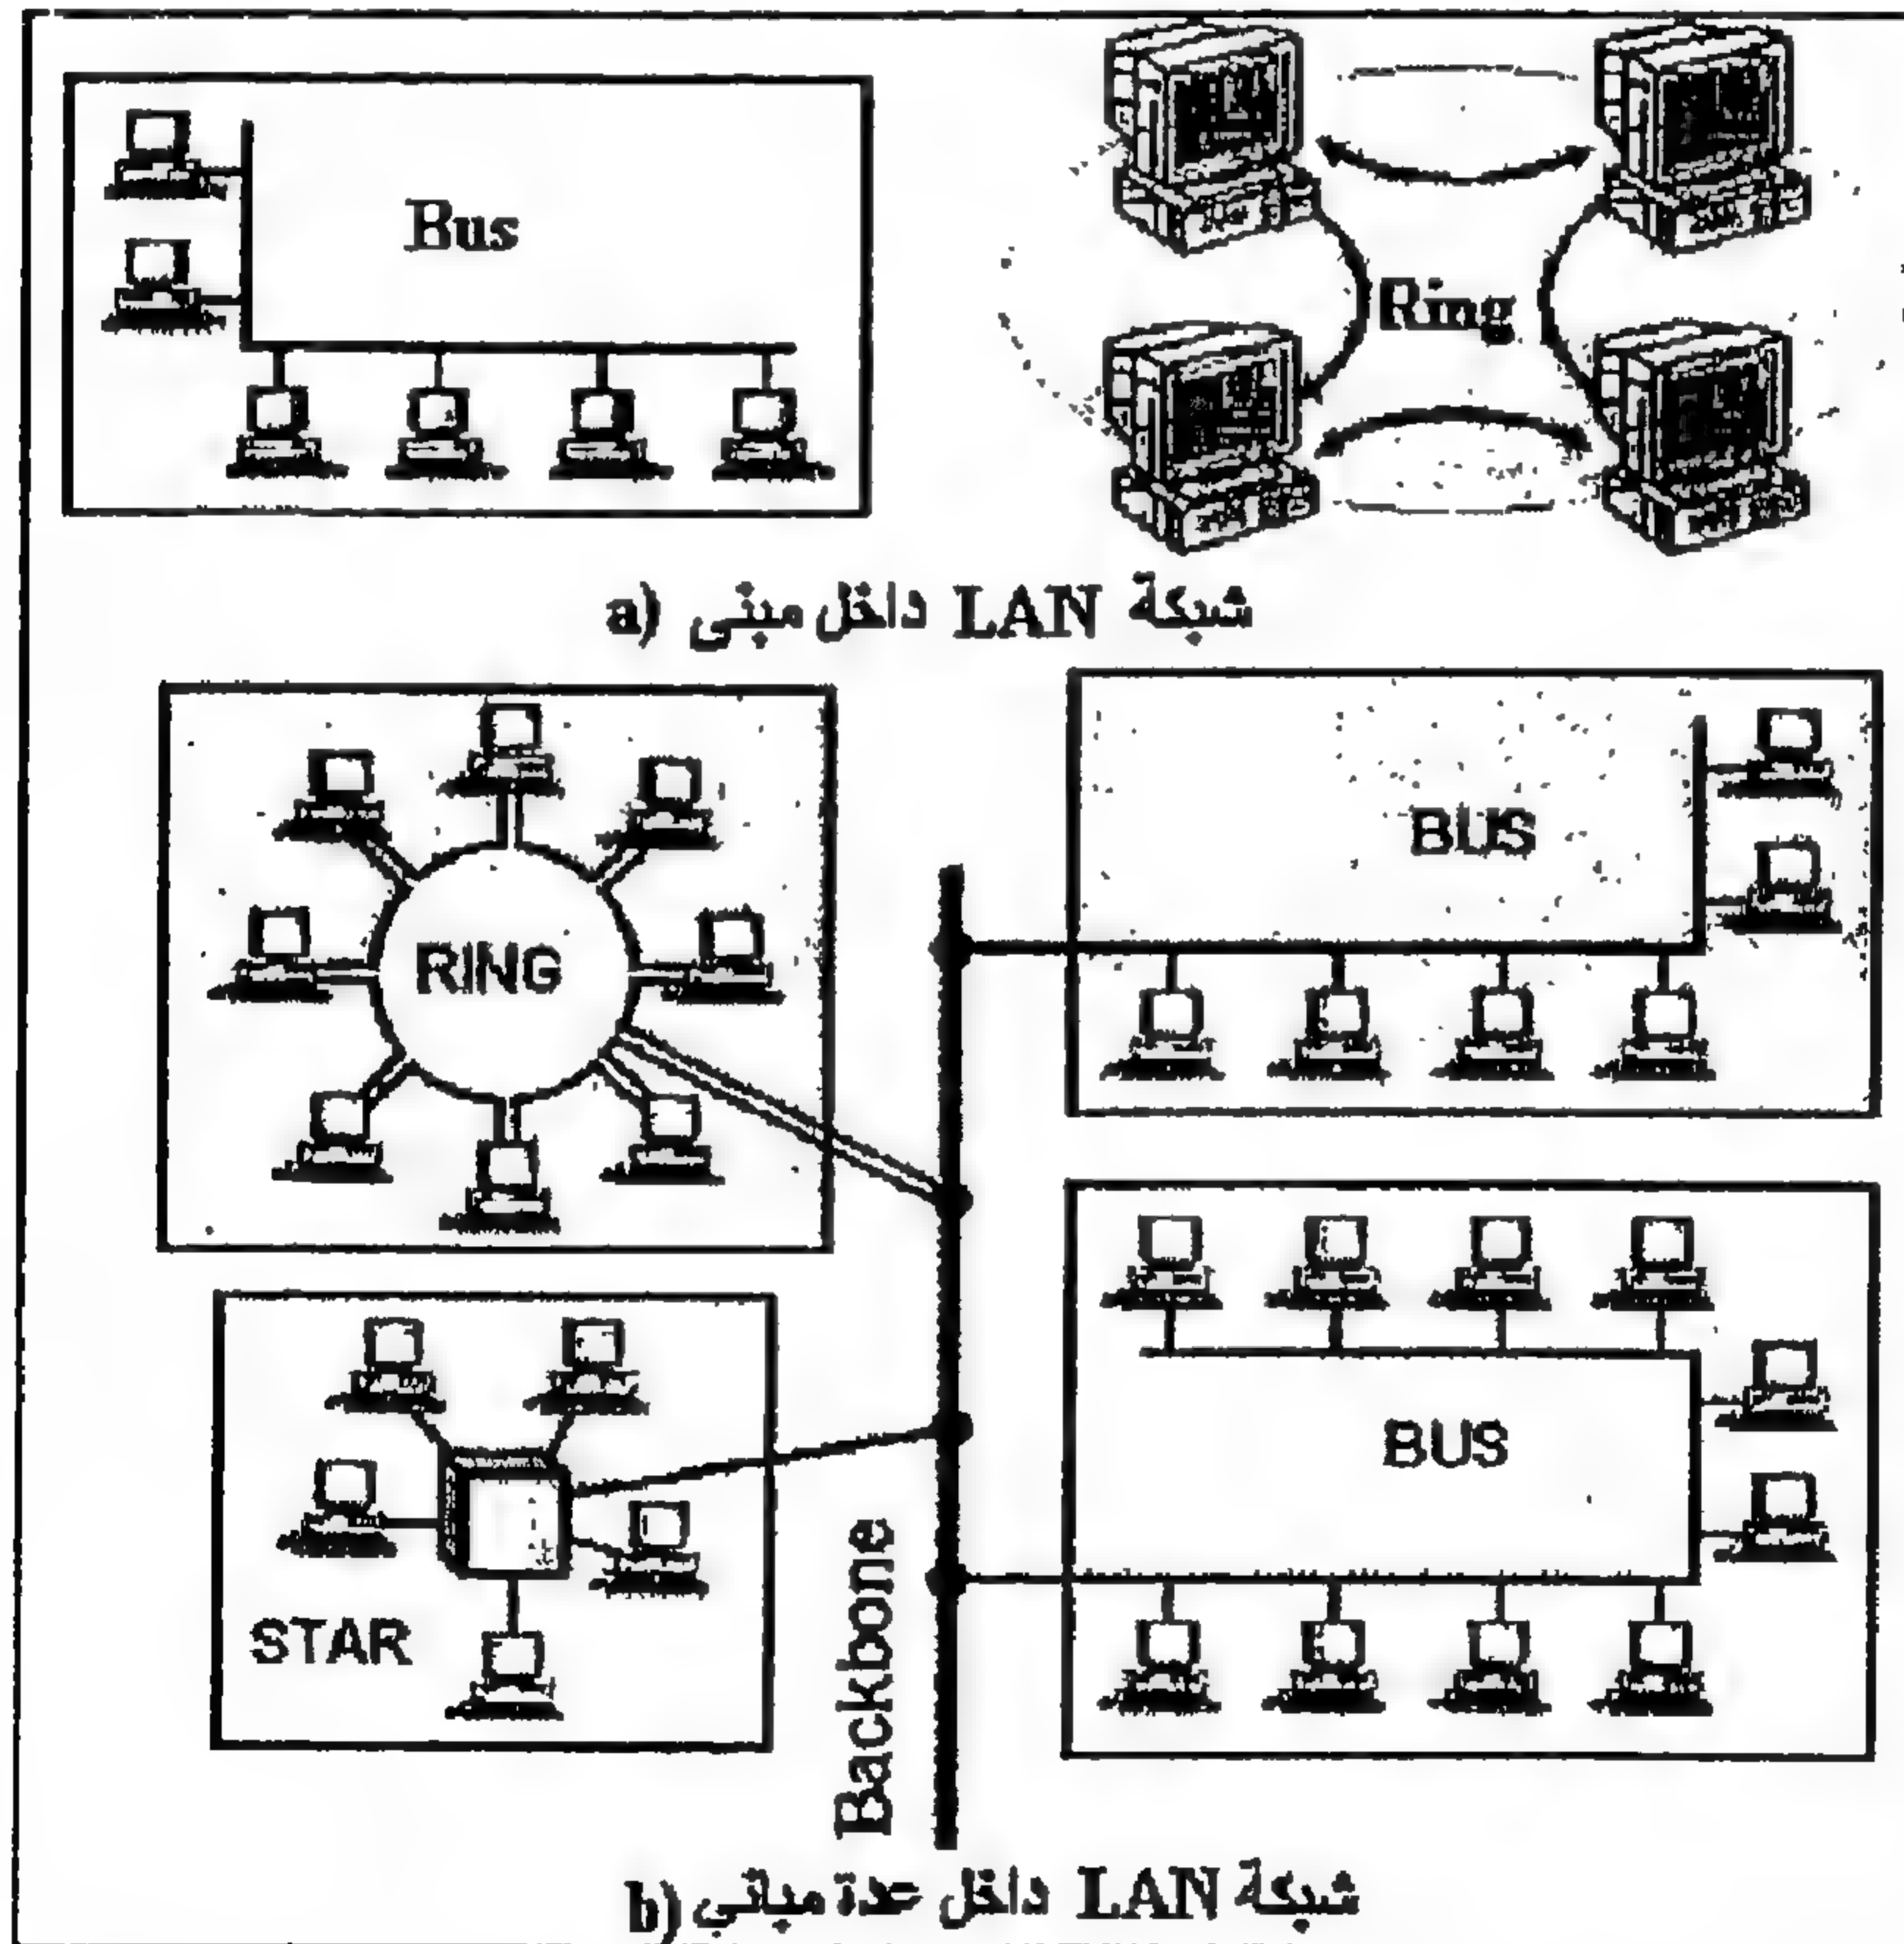 Bus
Ring
a) شبكة LAN داخل مبنى
RING
BUS
STAR
BUS
Backbone
b) شبكة LAN داخل عدة مباني